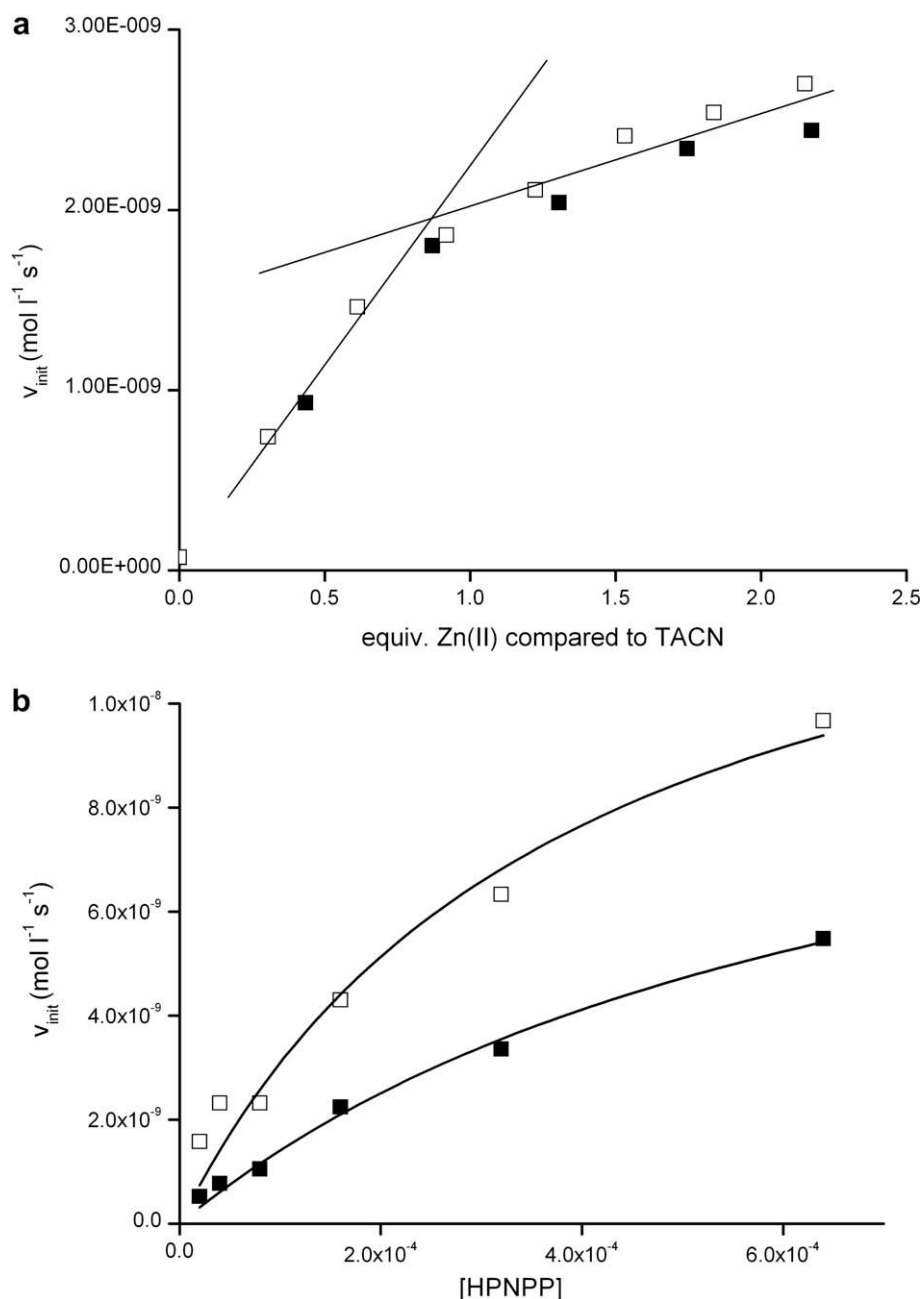 a
3.00E-009
2.00E-009
1.00E-009
0.00E+000
v_init (mol l⁻¹ s⁻¹)
0.0 0.5 1.0 1.5 2.0 2.5
equiv. Zn(II) compared to TACN
b
1.0x10⁻⁸
8.0x10⁻⁹
6.0x10⁻⁹
4.0x10⁻⁹
2.0x10⁻⁹
0.0
v_init (mol l⁻¹ s⁻¹)
0.0 2.0x10⁻⁴ 4.0x10⁻⁴ 6.0x10⁻⁴
[HPNPP]